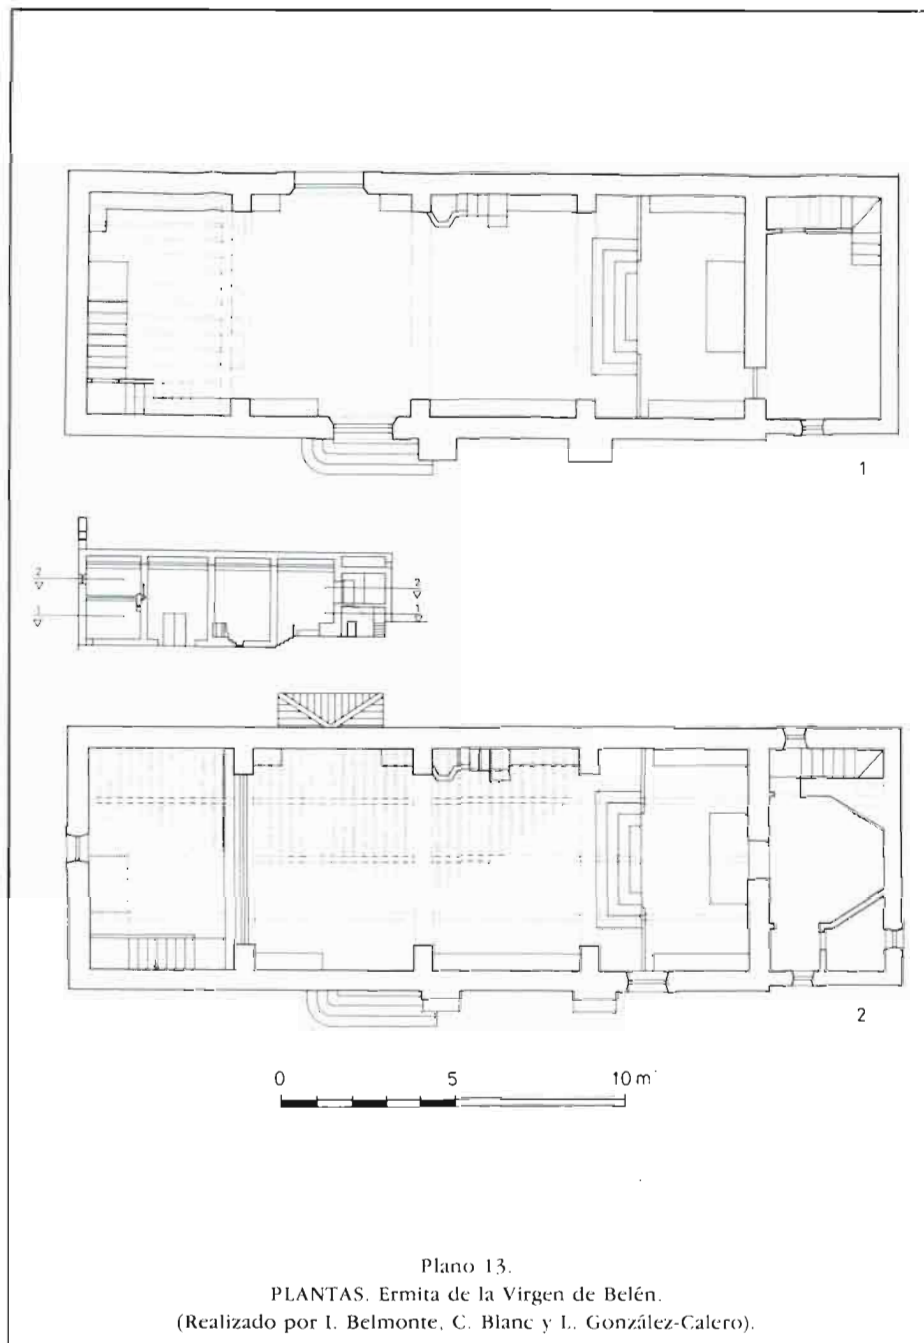 1
2
2
1
1
2
0 5 10 m
Plano 13.
PLANTAS. Ermita de la Virgen de Belén.
(Realizado por I. Belmonte, C. Blanc y L. González-Calero).